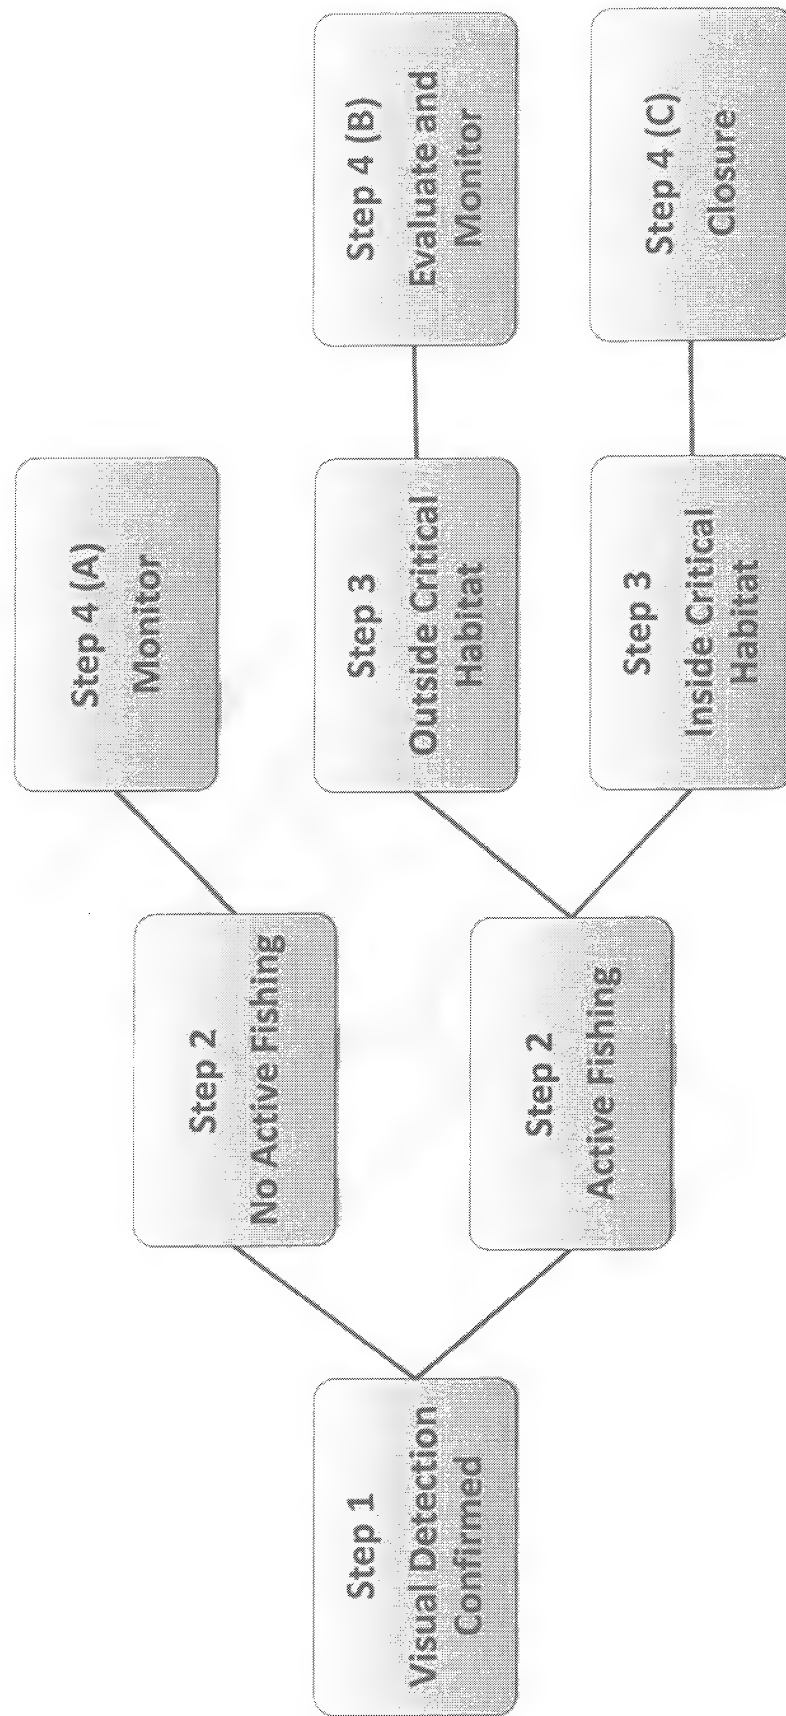 Step 1
Visual Detection
Confirmed
Step 2
No Active Fishing
Step 2
Active Fishing
Step 4 (A)
Monitor
Step 3
Outside Critical
Habitat
Step 3
Inside Critical
Habitat
Step 4 (B)
Evaluate and
Monitor
Step 4 (C)
Closure